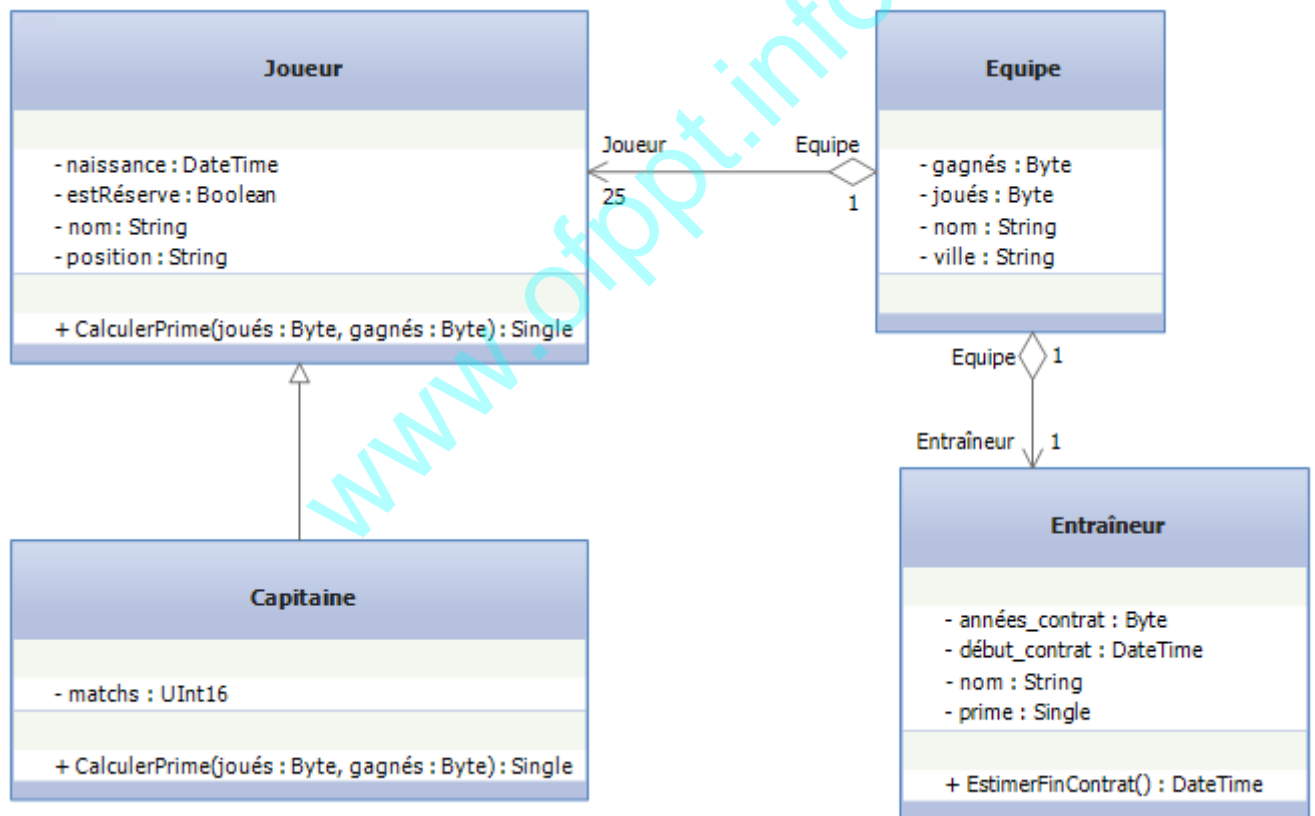 Joueur
- naissance : DateTime
- estRéserve : Boolean
- nom : String
- position : String
+ CalculerPrime(joués : Byte, gagnés : Byte) : Single
Joueur
25
Equipe
1
Equipe
- gagnés : Byte
- joués : Byte
- nom : String
- ville : String
Equipe
1
Entraîneur
1
Capitaine
- matchs : UInt16
+ CalculerPrime(joués : Byte, gagnés : Byte) : Single
Entraîneur
- années_contrat : Byte
- début_contrat : DateTime
- nom : String
- prime : Single
+ EstimerFinContrat() : DateTime
www.ofppt.info